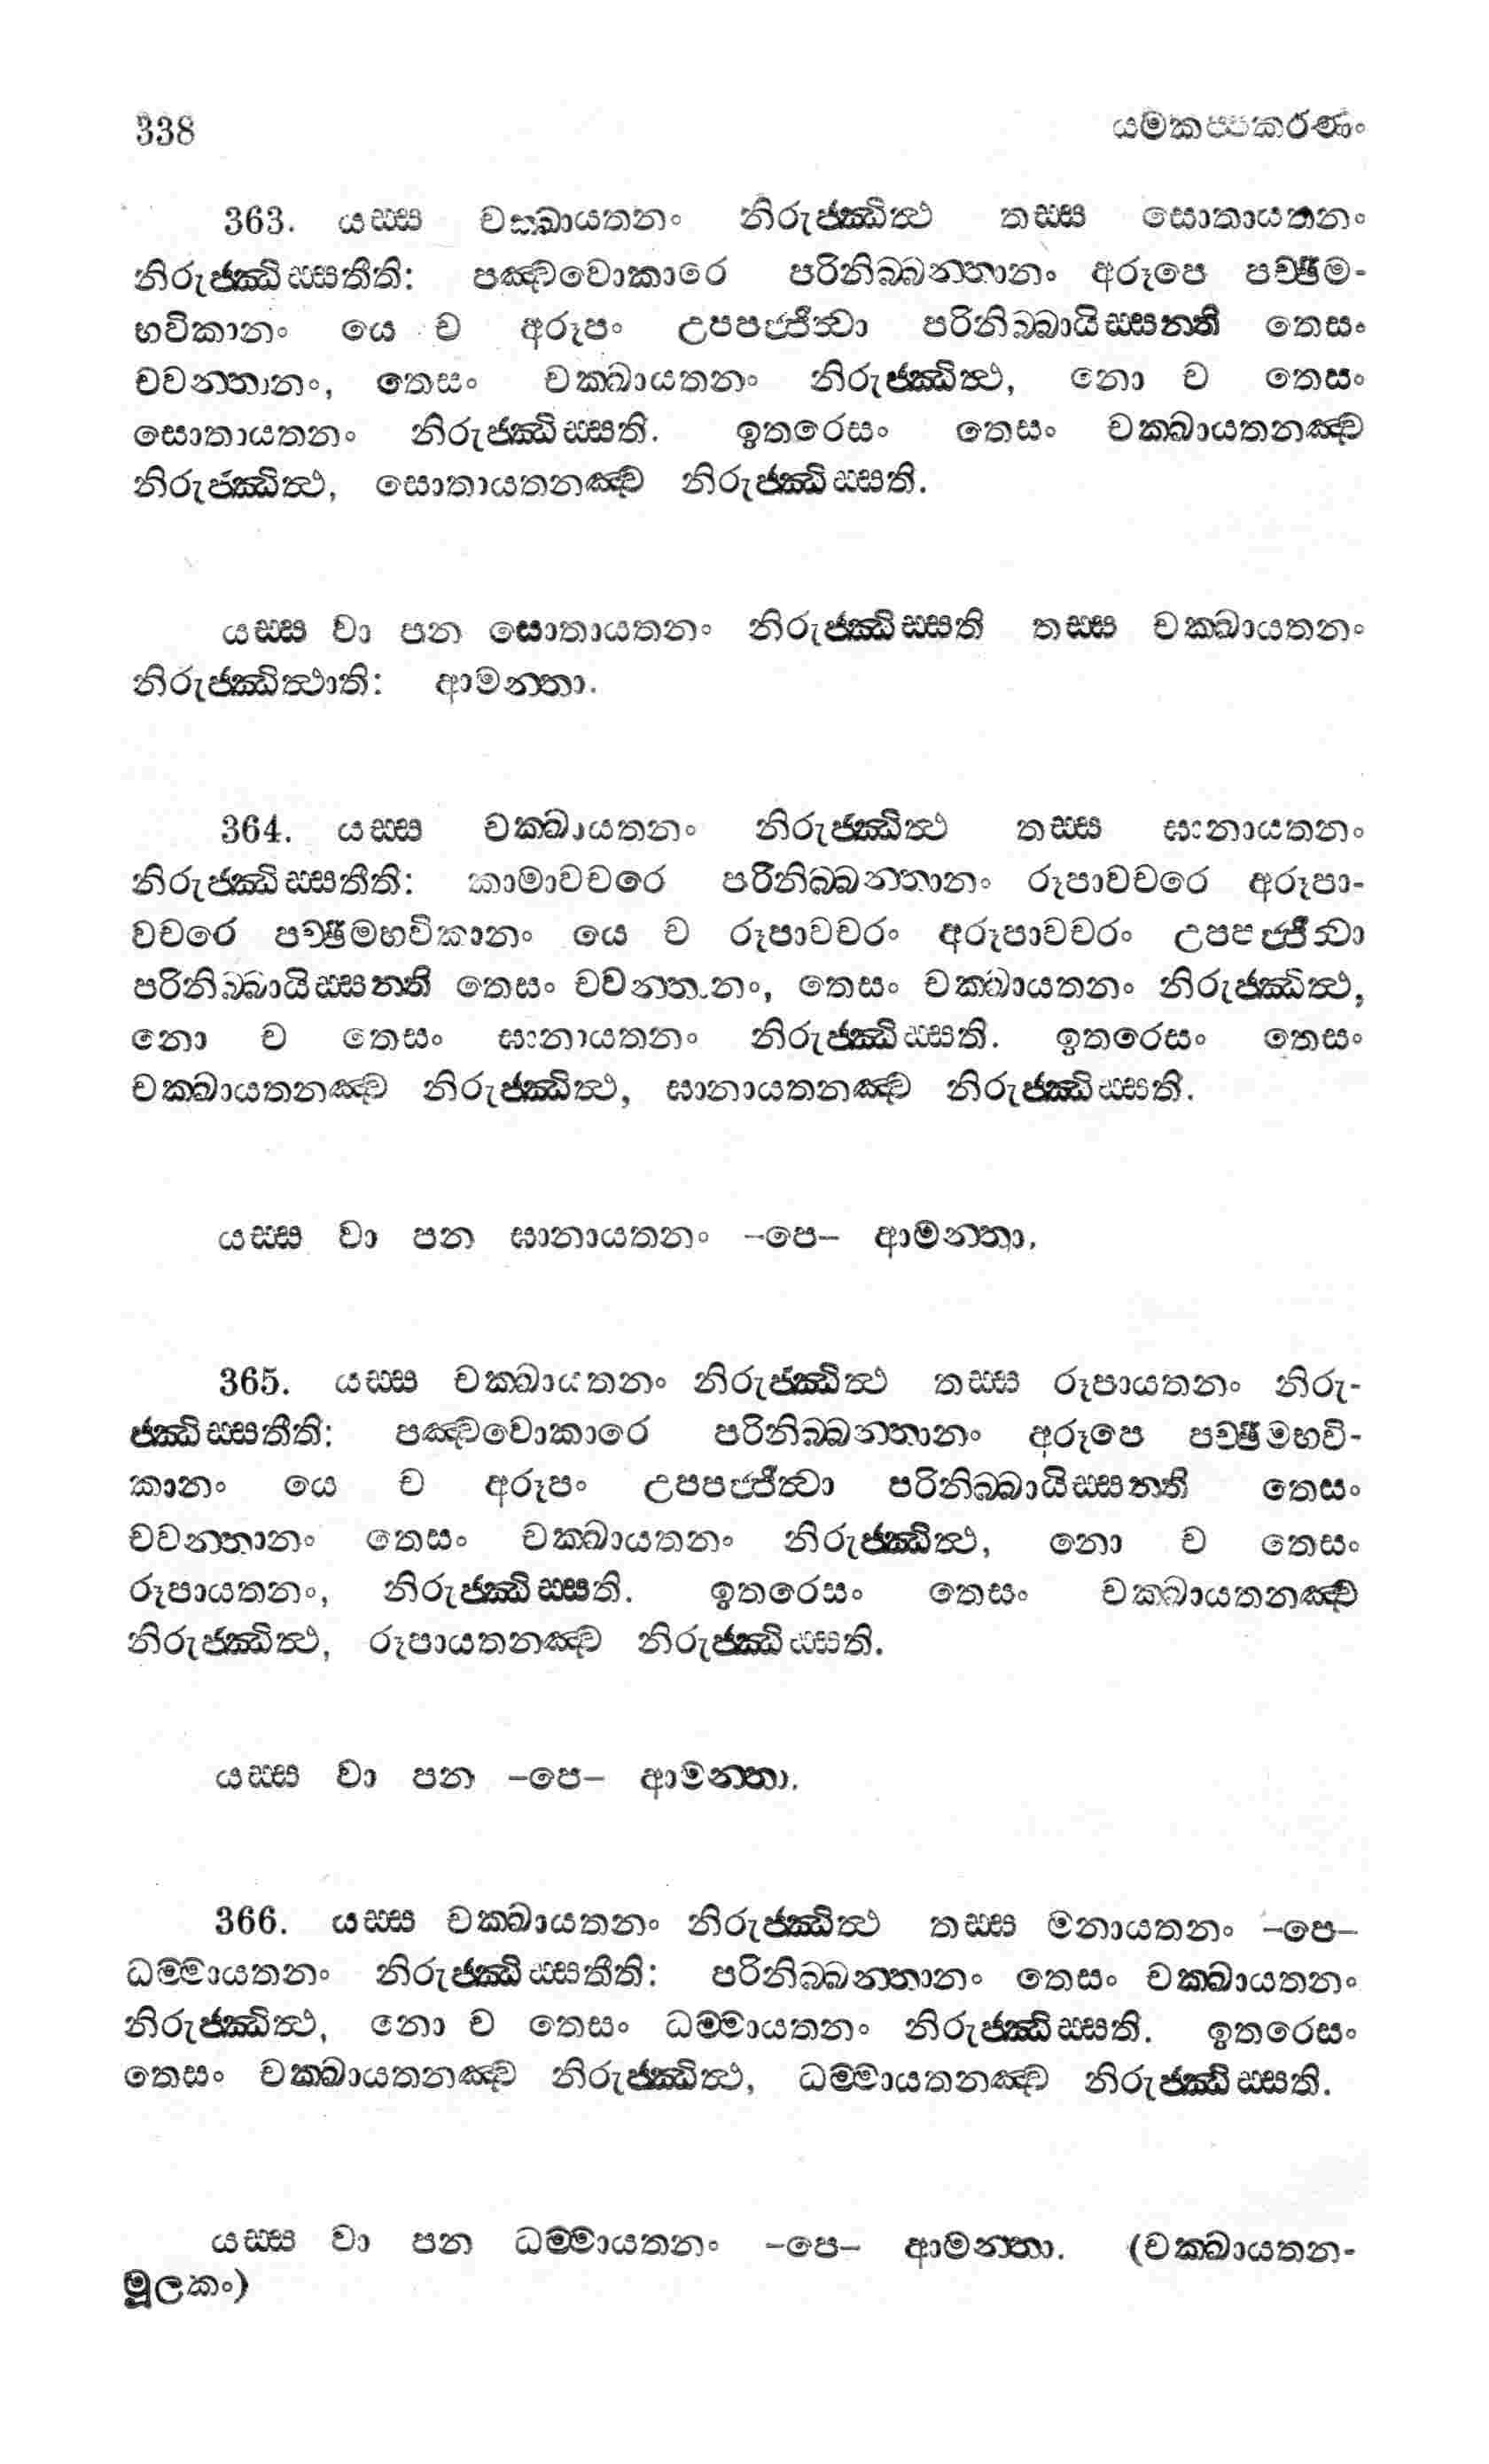 338 යමකප්පකරණං
363. යස්ස චක්ඛායතනං නිරුජ්ඣිත්ථ තස්ස සොතායතනං
නිරුජ්ඣිස්සතීති: පඤ්චවොකාරෙ පරිනිබ්බන්තානං අරූපෙ පච්ඡිම-
භවිකානං යෙ ච අරූපං උපපජ්ජිත්වා පරිනිබ්බායිස්සන්ති තෙසං
චවන්තානං, තෙසං චක්ඛායතනං නිරුජ්ඣිත්ථ, නො ච තෙසං
සොතායතනං නිරුජ්ඣිස්සති. ඉතරෙසං තෙසං චක්ඛායතනඤ්ච
නිරුජ්ඣිත්ථ, සොතායතනඤ්ච නිරුජ්ඣිස්සති.
යස්ස වා පන සොතායතනං නිරුජ්ඣිස්සති තස්ස චක්ඛායතනං
නිරුජ්ඣිත්ථාති: ආමන්තා.
364. යස්ස චක්ඛායතනං නිරුජ්ඣිත්ථ තස්ස ඝානායතනං
නිරුජ්ඣිස්සතීති: කාමාවචරෙ පරිනිබ්බන්තානං රූපාවචරෙ අරූපා-
වචරෙ පච්ඡිමභවිකානං යෙ ච රූපාවචරං අරූපාවචරං උපපජ්ජිත්වා
පරිනිබ්බායිස්සන්ති තෙසං චවන්තානං, තෙසං චක්ඛායතනං නිරුජ්ඣිත්ථ,
නො ච තෙසං ඝානායතනං නිරුජ්ඣිස්සති. ඉතරෙසං තෙසං
චක්ඛායතනඤ්ච නිරුජ්ඣිත්ථ, ඝානායතනඤ්ච නිරුජ්ඣිස්සති.
යස්ස වා පන ඝානායතනං –පෙ– ආමන්තා.
365. යස්ස චක්ඛායතනං නිරුජ්ඣිත්ථ තස්ස රූපායතනං නිරු-
ජ්ඣිස්සතීති: පඤ්චවොකාරෙ පරිනිබ්බන්තානං අරූපෙ පච්ඡිමභවි-
කානං යෙ ච අරූපං උපපජ්ජිත්වා පරිනිබ්බායිස්සන්ති තෙසං
චවන්තානං තෙසං චක්ඛායතනං නිරුජ්ඣිත්ථ, නො ච තෙසං
රූපායතනං, නිරුජ්ඣිස්සති. ඉතරෙසං තෙසං චක්ඛායතනඤ්ච
නිරුජ්ඣිත්ථ, රූපායතනඤ්ච නිරුජ්ඣිස්සති.
යස්ස වා පන –පෙ– ආමන්තා.
366. යස්ස චක්ඛායතනං නිරුජ්ඣිත්ථ තස්ස මනායතනං –පෙ–
ධම්මායතනං නිරුජ්ඣිස්සතීති: පරිනිබ්බන්තානං තෙසං චක්ඛායතනං
නිරුජ්ඣිත්ථ, නො ච තෙසං ධම්මායතනං නිරුජ්ඣිස්සති. ඉතරෙසං
තෙසං චක්ඛායතනඤ්ච නිරුජ්ඣිත්ථ, ධම්මායතනඤ්ච නිරුජ්ඣිස්සති.
යස්ස වා පන ධම්මායතනං –පෙ– ආමන්තා. (චක්ඛායතන-
මූලකං)